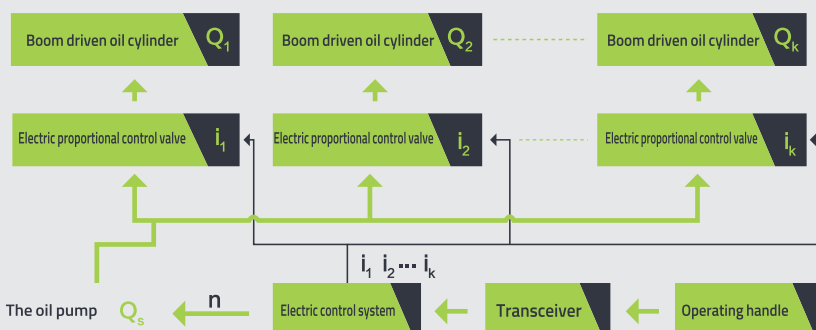 Boom driven oil cylinder Q1 Boom driven oil cylinder Q2 Boom driven oil cylinder Qk
Electric proportional control valve i1 Electric proportional control valve i2 Electric proportional control valve ik
i1 i2 ··· ik
The oil pump Qs n Electric control system Transceiver Operating handle